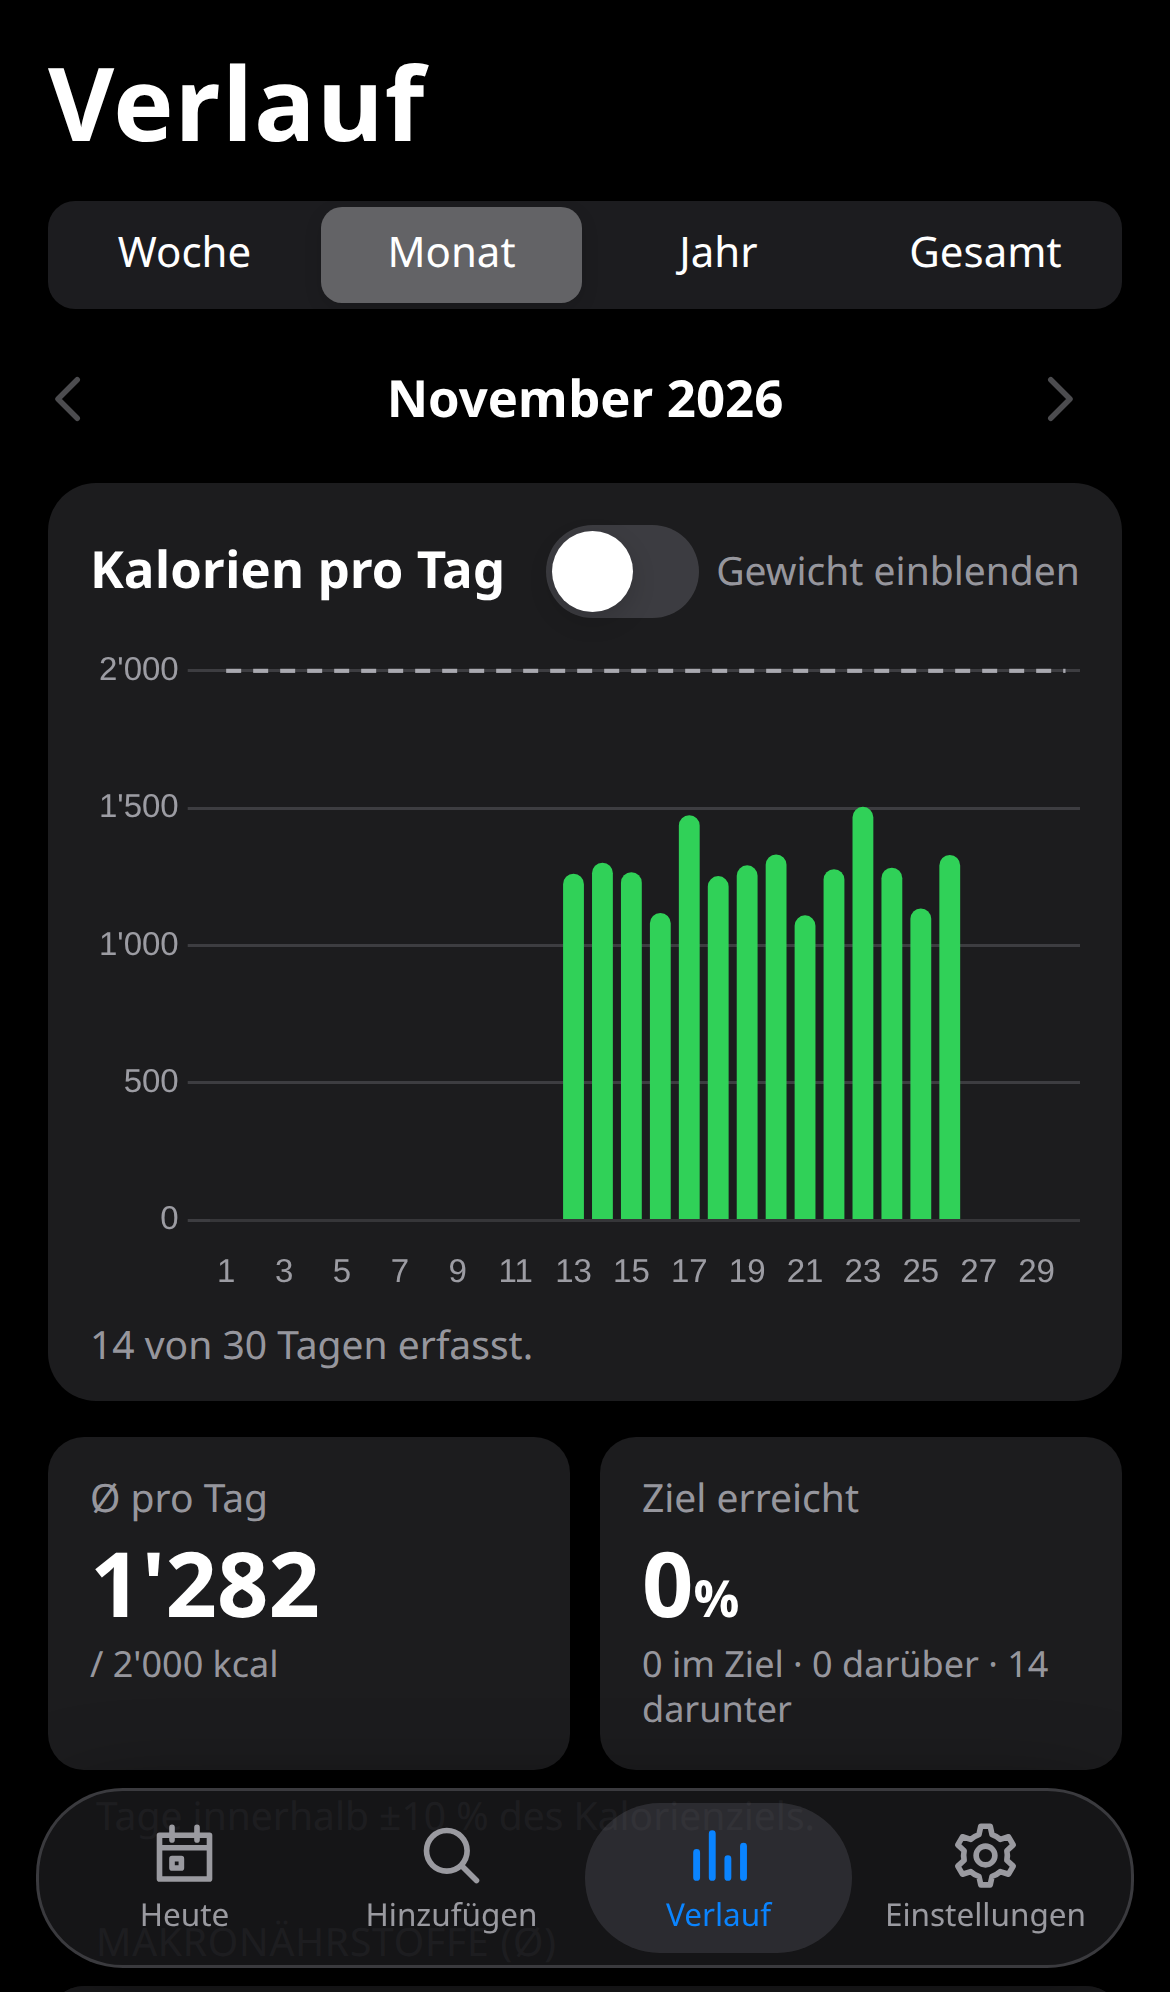 Verlauf
Woche Monat Jahr Gesamt
November 2026
Kalorien pro Tag Gewicht einblenden
2'000
1'500
1'000
500
0
1 3 5 7 9 11 13 15 17 19 21 23 25 27 29
14 von 30 Tagen erfasst.
Ø pro Tag
1'282
/ 2'000 kcal
Ziel erreicht
0%
0 im Ziel · 0 darüber · 14
darunter
Tage innerhalb ±10 % des Kalorienziels.
Heute Hinzufügen Verlauf Einstellungen
MAKRONÄHRSTOFFE (Ø)